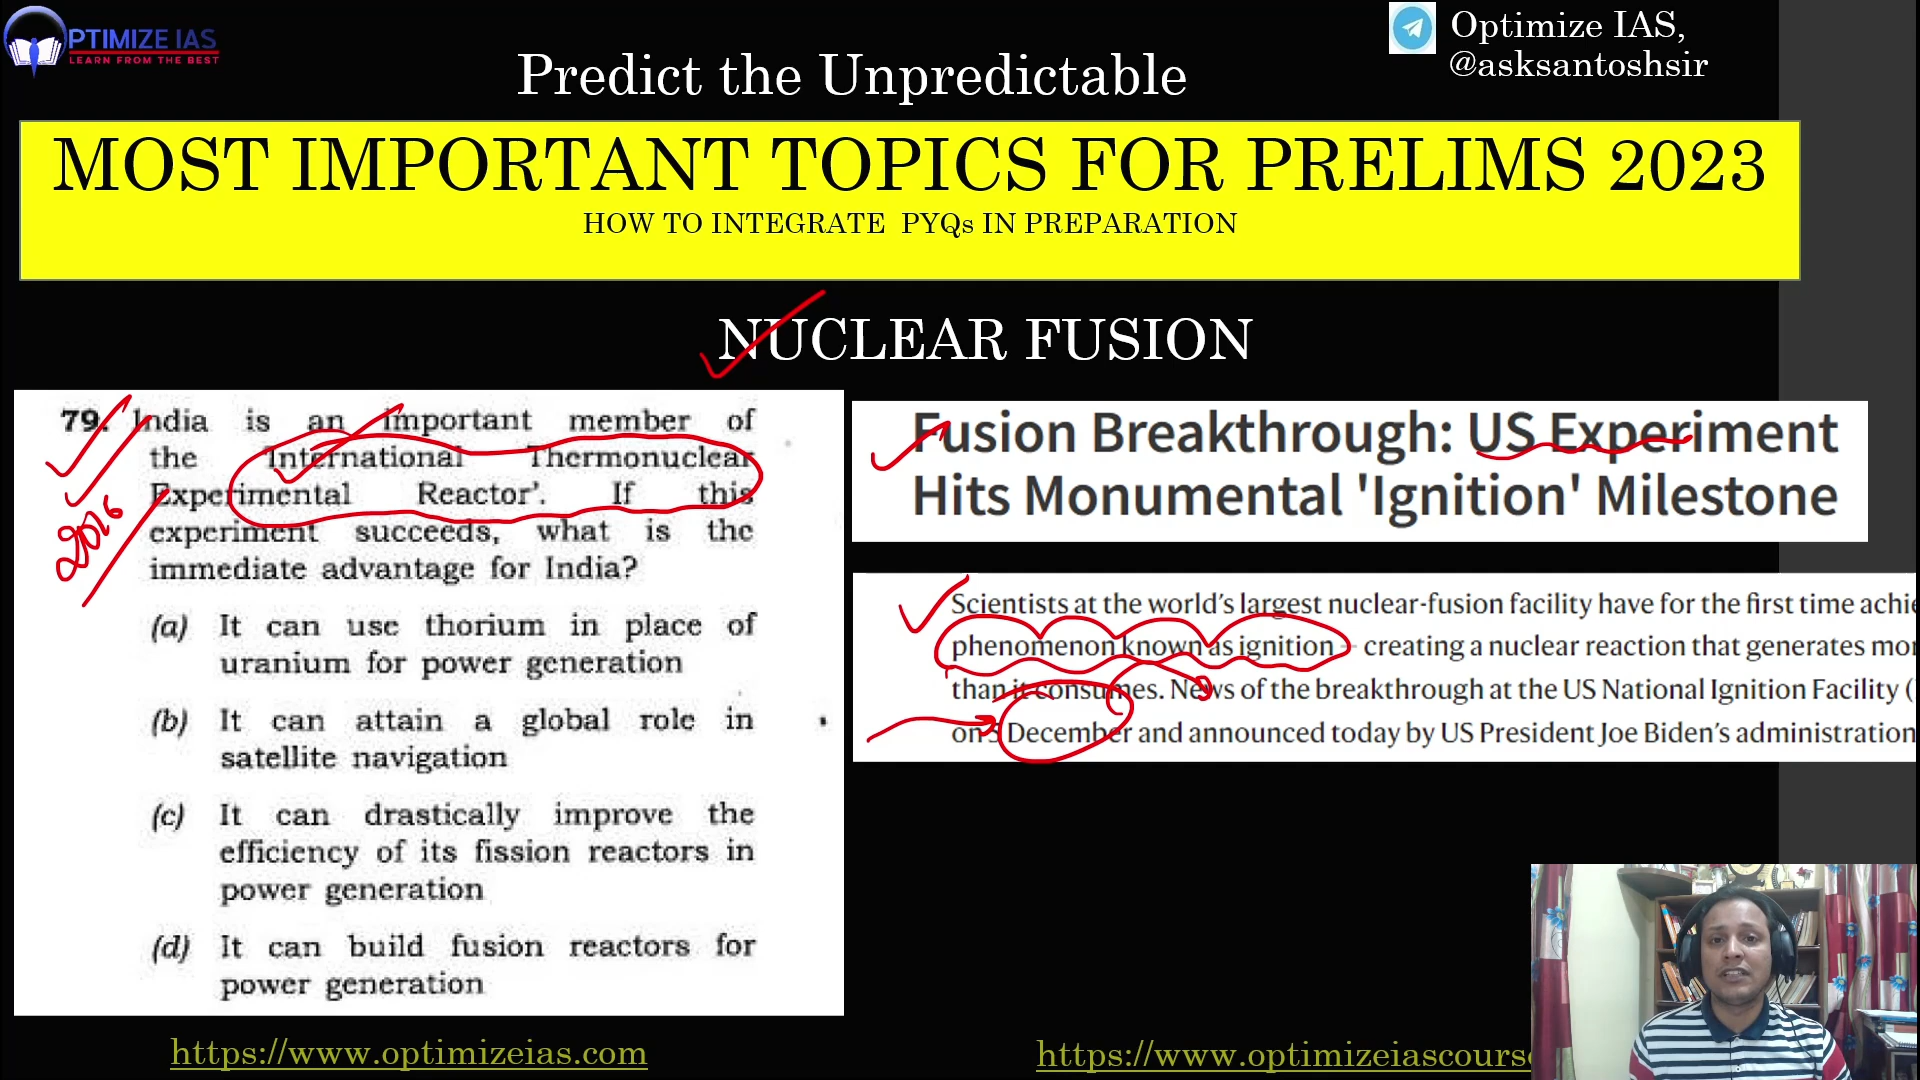 OPTIMIZE IAS
LEARN FROM THE BEST
Predict the Unpredictable
Optimize IAS,
@asksantoshsir
MOST IMPORTANT TOPICS FOR PRELIMS 2023
HOW TO INTEGRATE PYQs IN PREPARATION
NUCLEAR FUSION
79. India is an important member of
the 'International Thermonuclear
Experimental Reactor'. If this
experiment succeeds, what is the
immediate advantage for India?
(a) It can use thorium in place of
uranium for power generation
(b) It can attain a global role in
satellite navigation
(c) It can drastically improve the
efficiency of its fission reactors in
power generation
(d) It can build fusion reactors for
power generation
2016
Fusion Breakthrough: US Experiment
Hits Monumental 'Ignition' Milestone
Scientists at the world's largest nuclear-fusion facility have for the first time achie
phenomenon known as ignition — creating a nuclear reaction that generates mor
than it consumes. News of the breakthrough at the US National Ignition Facility (
on 5 December and announced today by US President Joe Biden's administration
https://www.optimizeias.com
https://www.optimizeiascours